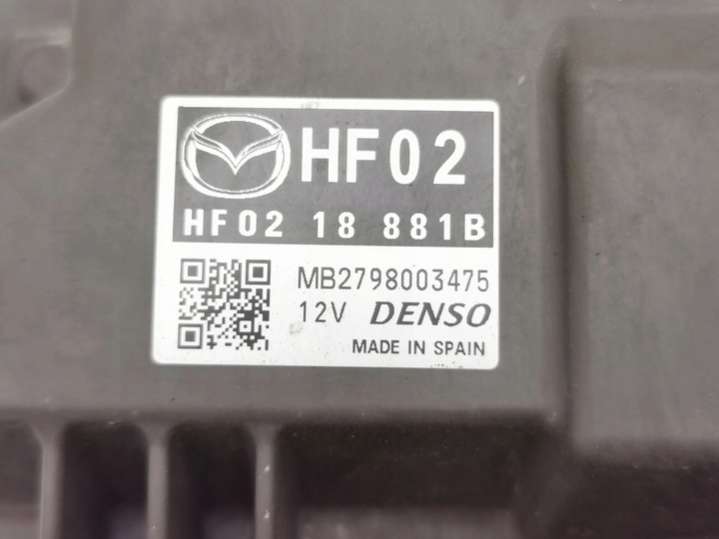 HF02
HF02 18 881B
MB2798003475
12V DENSO
MADE IN SPAIN